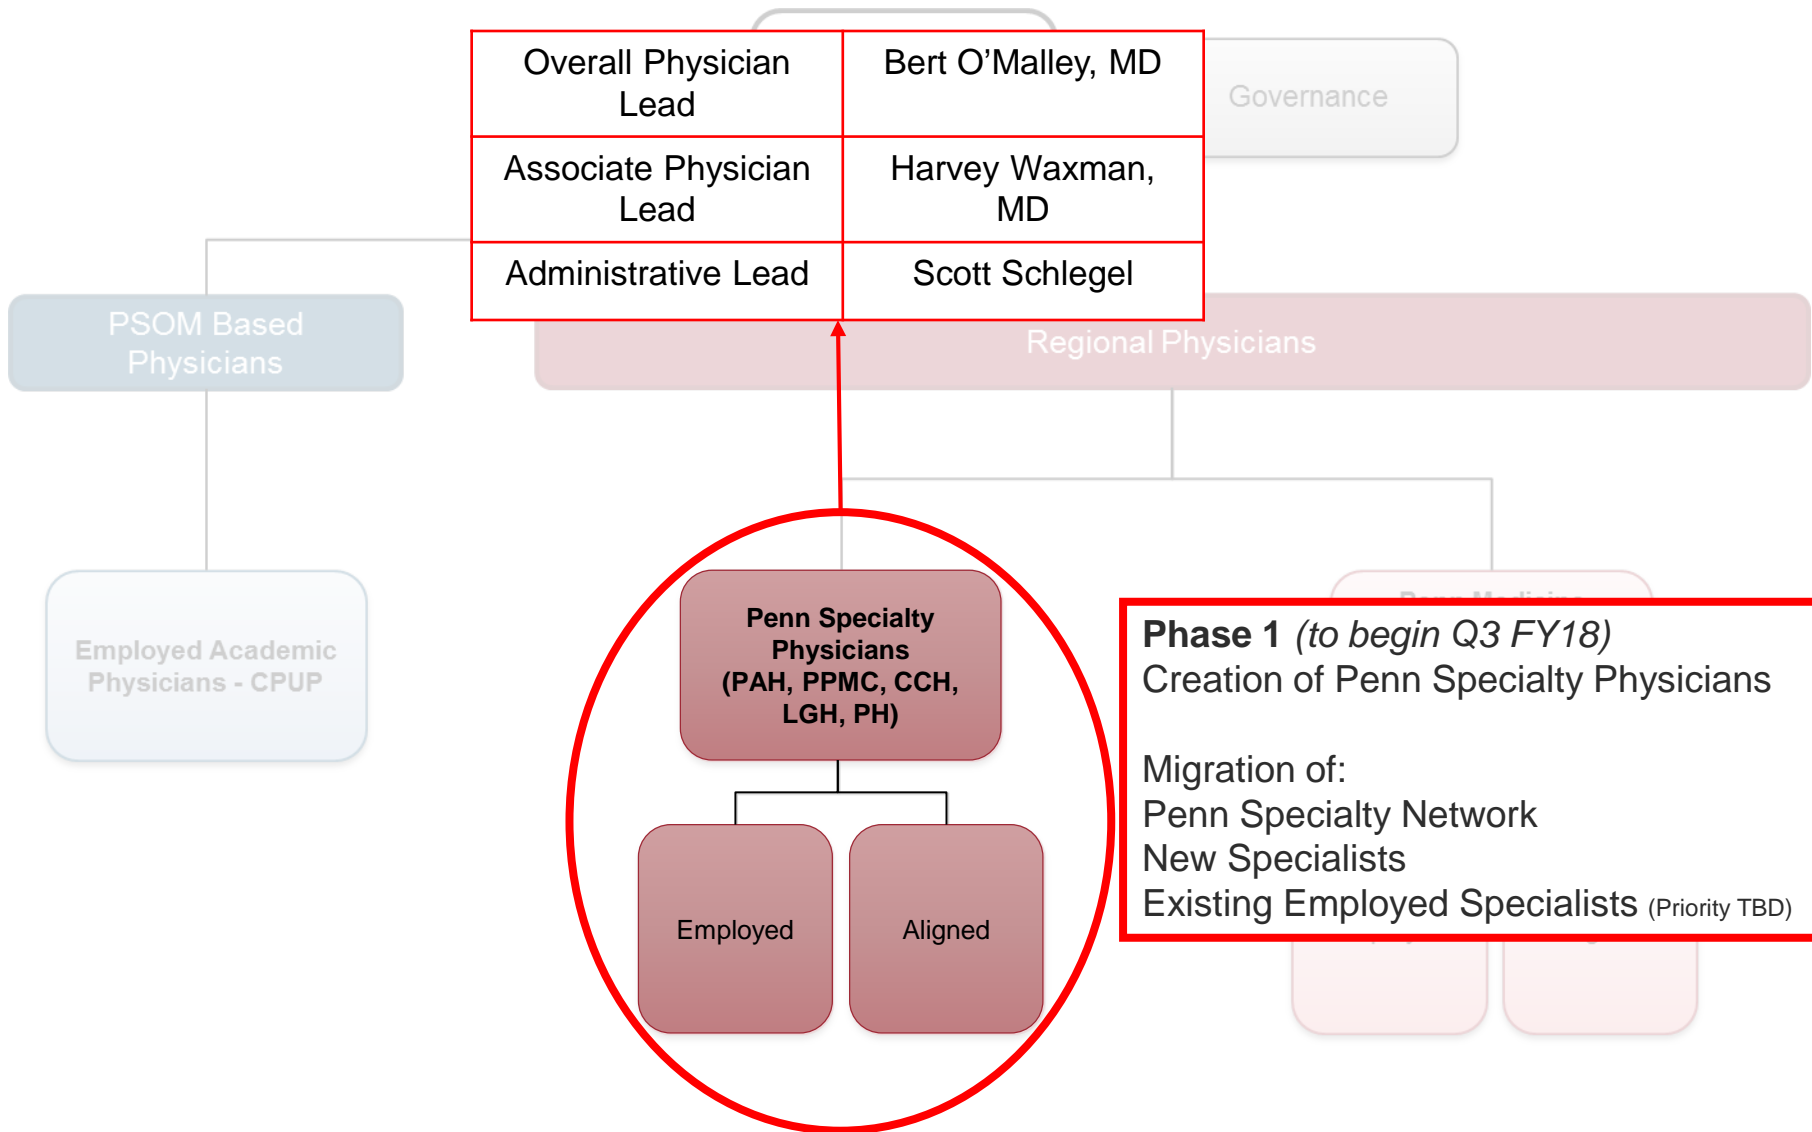 Overall Physician
Lead
Bert O’Malley, MD
Governance
Associate Physician
Lead
Harvey Waxman,
MD
Administrative Lead
Scott Schlegel
PSOM Based
Physicians
Regional Physicians
Employed Academic
Physicians - CPUP
Penn Specialty
Physicians
(PAH, PPMC, CCH,
LGH, PH)
Employed
Aligned
Penn Medicine
Phase 1 (to begin Q3 FY18)
Creation of Penn Specialty Physicians
Migration of:
Penn Specialty Network
New Specialists
Existing Employed Specialists (Priority TBD)